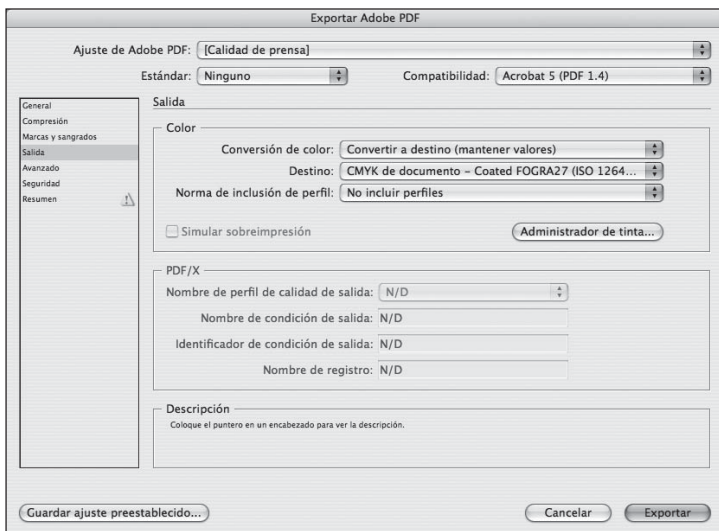 Exportar Adobe PDF
Ajuste de Adobe PDF: [Calidad de prensa]
Estándar: Ninguno Compatibilidad: Acrobat 5 (PDF 1.4)
General
Compresión
Marcas y sangrados
Salida
Avanzado
Seguridad
Resumen
Salida
Color
Conversión de color: Convertir a destino (mantener valores)
Destino: CMYK de documento – Coated FOGRA27 (ISO 1264...
Norma de inclusión de perfil: No incluir perfiles
Simular sobreimpresión Administrador de tinta...
PDF/X
Nombre de perfil de calidad de salida: N/D
Nombre de condición de salida: N/D
Identificador de condición de salida: N/D
Nombre de registro: N/D
Descripción
Coloque el puntero en un encabezado para ver la descripción.
Guardar ajuste preestablecido... Cancelar Exportar